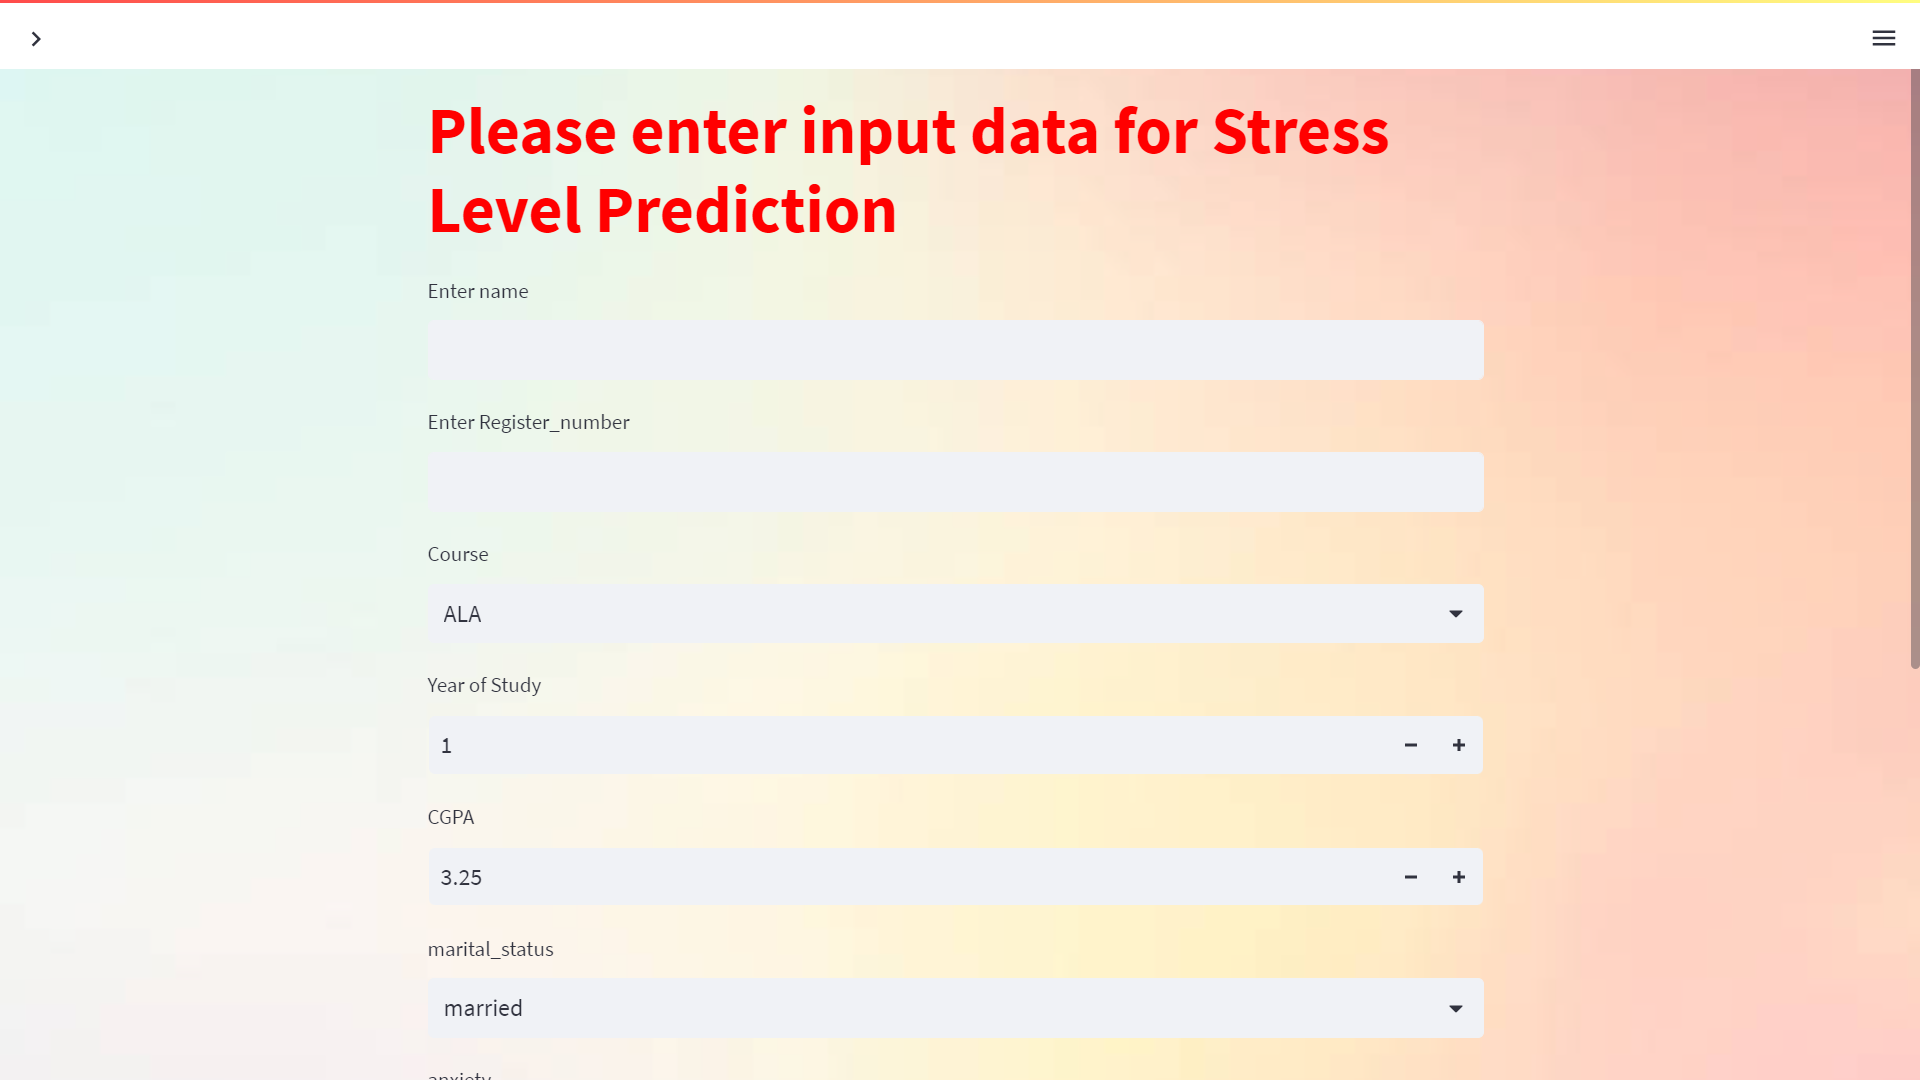 Please enter input data for Stress
Level Prediction
Enter name
Enter Register_number
Course
ALA
Year of Study
1
CGPA
3.25
marital_status
married
anxiety